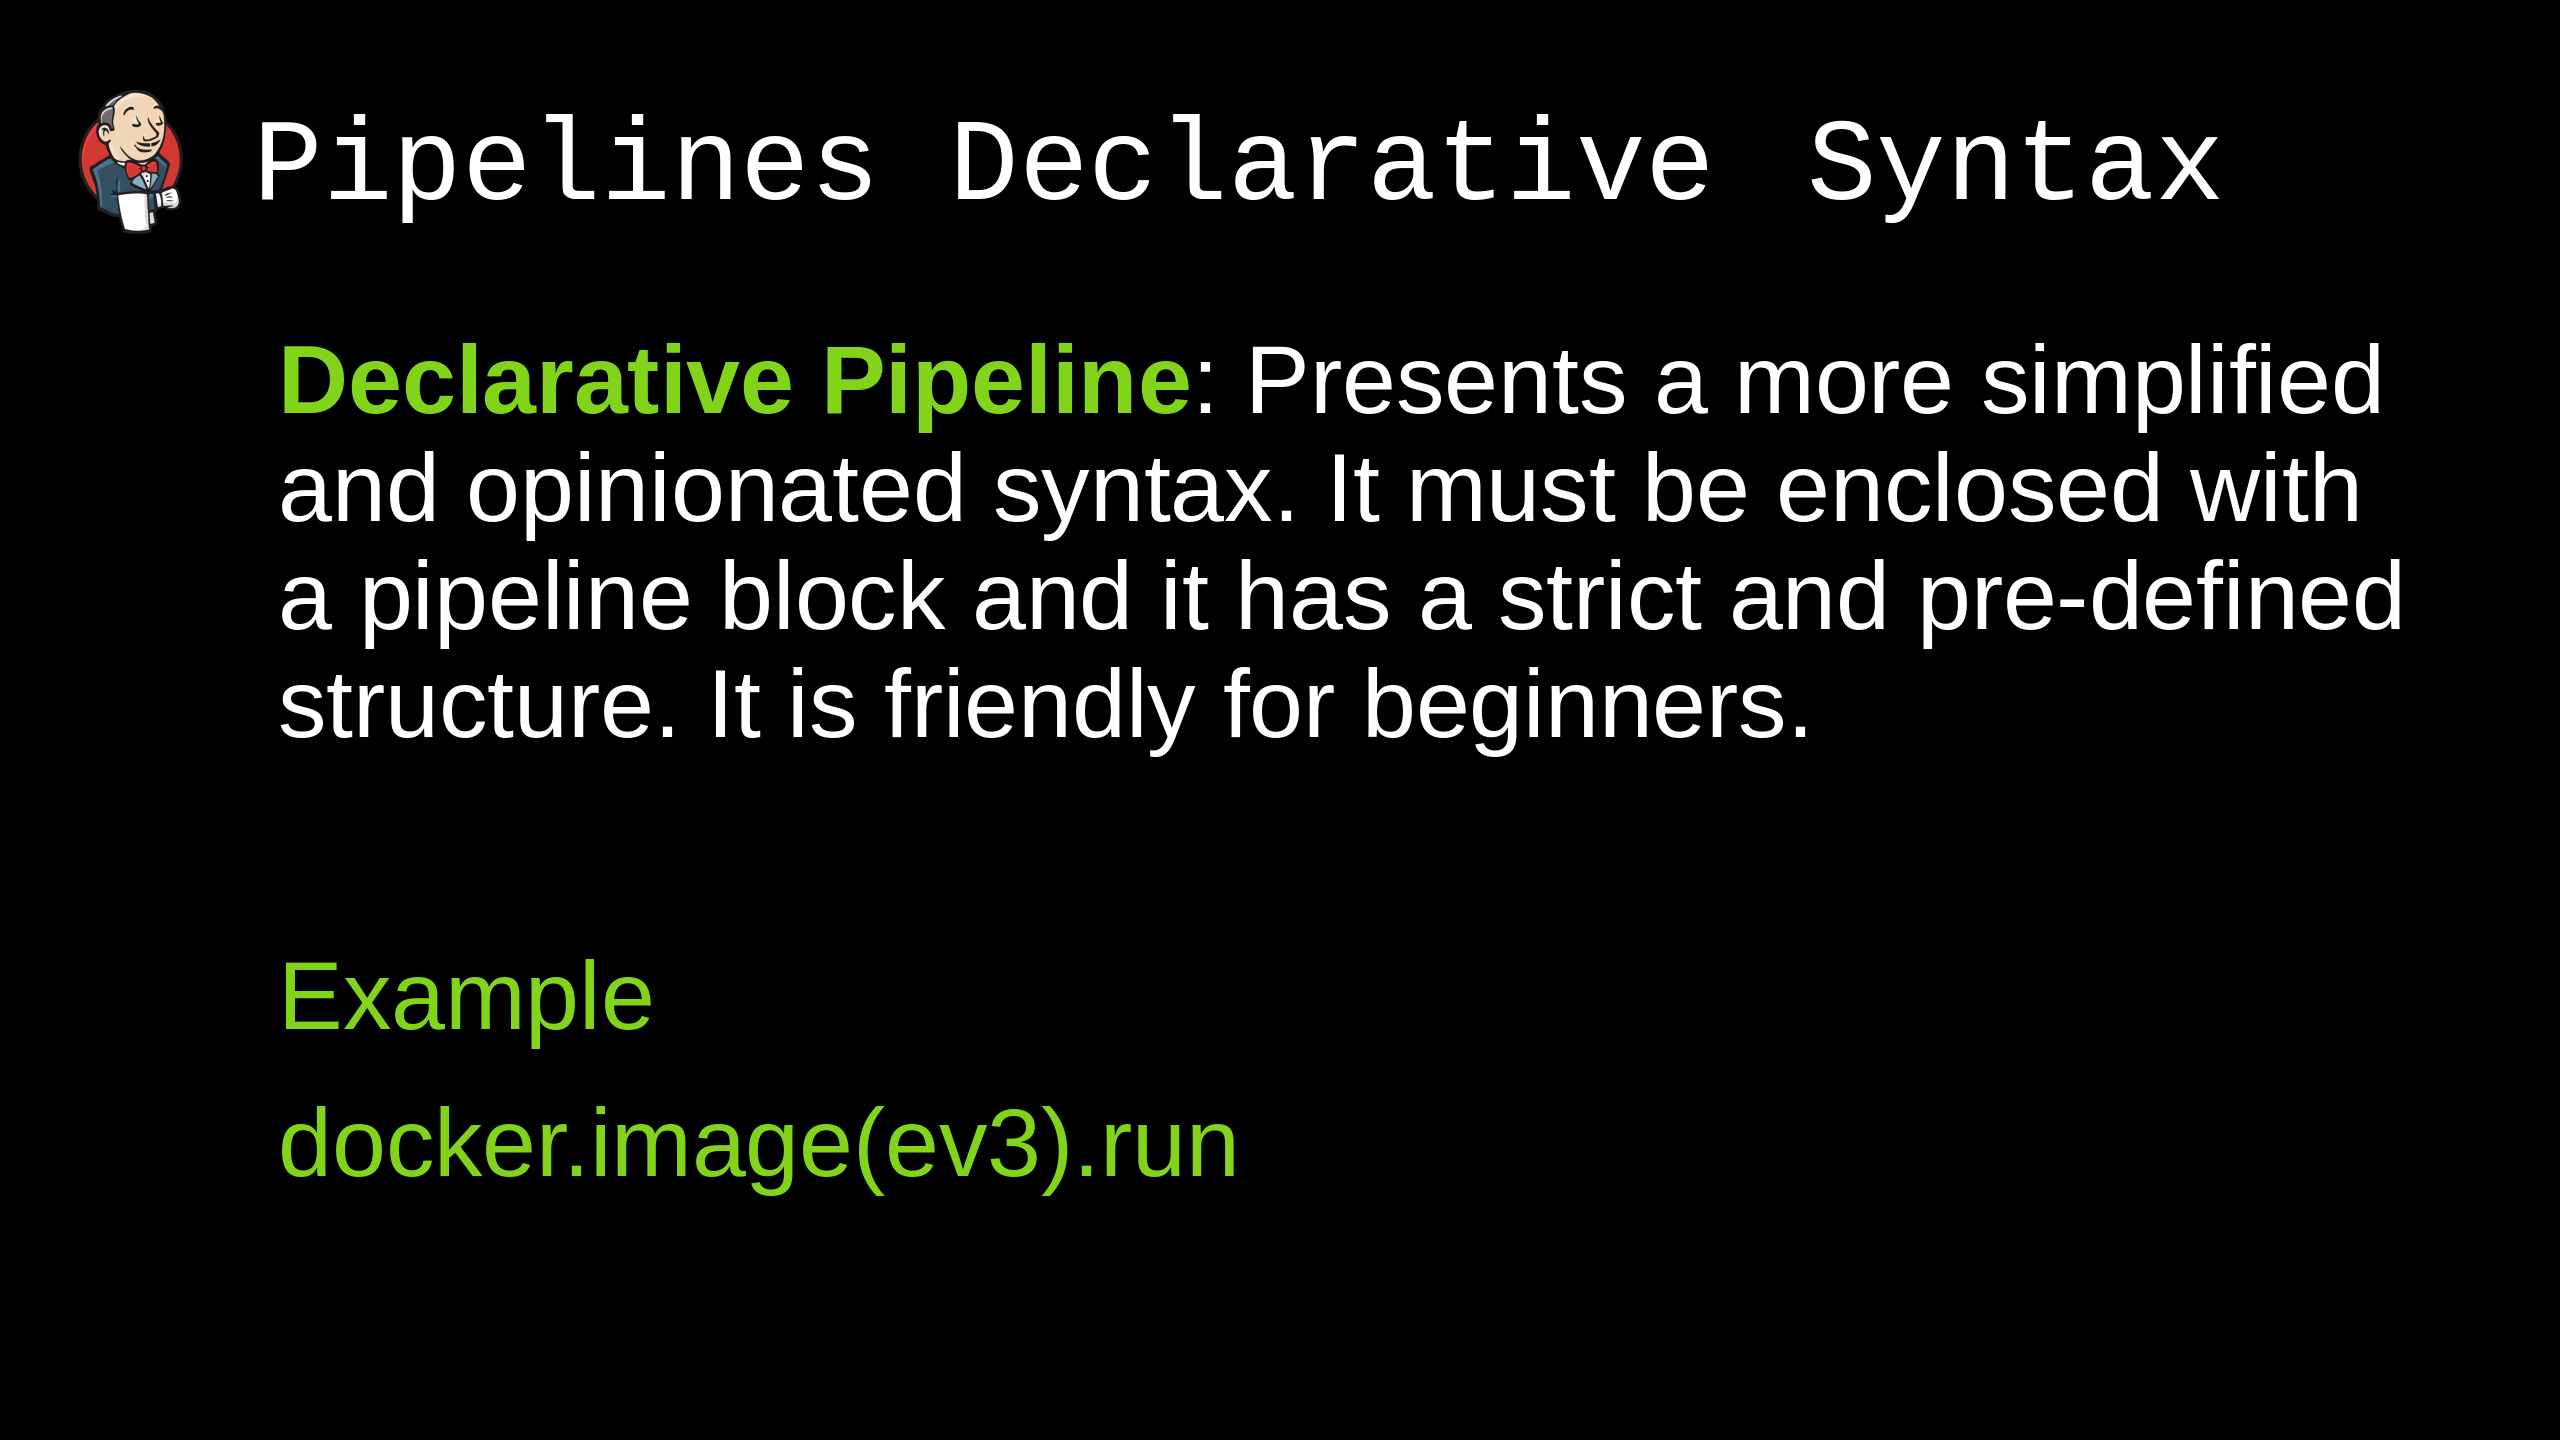 Pipelines Declarative Syntax
Declarative Pipeline: Presents a more simplified
and opinionated syntax. It must be enclosed with
a pipeline block and it has a strict and pre-defined
structure. It is friendly for beginners.
Example
docker.image(ev3).run